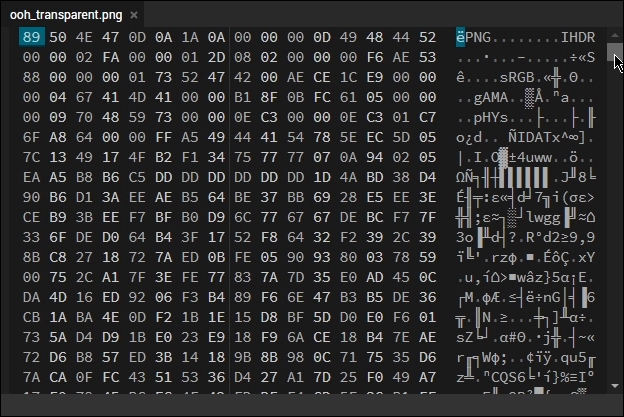 ooh_transparent.png ×
89 50 4E 47 0D 0A 1A 0A 00 00 00 0D 49 48 44 52 ëPNG........IHDR
00 00 02 FA 00 00 01 2D 08 02 00 00 00 F6 AE 53 ...·...-.....÷«S
88 00 00 00 01 73 52 47 42 00 AE CE 1C E9 00 00 ê....sRGB.«╬.Θ..
00 04 67 41 4D 41 00 00 B1 8F 0B FC 61 05 00 00 ..gAMA..▒Å.ⁿa...
00 09 70 48 59 73 00 00 0E C3 00 00 0E C3 01 C7 ..pHYs...├...├.╟
6F A8 64 00 00 FF A5 49 44 41 54 78 5E EC 5D 05 o¿d.. ÑIDATx^∞].
7C 13 49 17 4F B2 F1 34 75 77 77 07 0A 94 02 05 |.I.O▓±4uww..ö..
EA A5 B8 B6 C5 DD DD DD DD DD DD 1D 4A BD 38 D4 ΩÑ╕╢┼▌▌▌▌▌▌.J╜8╘
90 B6 D1 3A EE AE B5 64 BE 37 BB 69 28 E5 EE 3E É╢╤:ε«╡d╛7╗i(σε>
CE B9 3B EE F7 BF B0 D9 6C 77 67 67 DE BC F7 7F ╬╣;ε≈┐░┘lwgg▐╝≈⌂
33 6F DE D0 64 B4 3F 17 52 F8 64 32 F2 39 2C 39 3o▐╨d┤?.R°d2≥9,9
8B C8 27 18 72 7A ED 0B FE 05 90 93 80 03 78 59 ï╚'.rzφ.■.ÉôÇ.xY
00 75 2C A1 7F 3E FE 77 83 7A 7D 35 E0 AD 45 0C .u,í⌂>■wâz}5α¡E.
DA 4D 16 ED 92 06 F3 B4 89 F6 6E 47 B3 B5 DE 36 ┌M.φÆ.≤┤ë÷nG│╡▐6
CB 1A BA 4E 0D F2 1B 1E 15 D8 BF 5D D0 E0 F6 01 ╦.║N.≥...╪┐]╨α÷.
73 5A D4 D9 1B E0 23 E9 18 F9 6A CE 18 B4 7E AE sZ╘┘.α#Θ.∙j╬.┤~«
72 D6 B8 57 ED 3B 14 18 9B 8B 98 0C 71 75 35 D6 r╓╕Wφ;..¢ïÿ.qu5╓
7A CA 0F FC 43 51 53 36 D4 27 A1 7D 25 F0 49 A7 z╩.ⁿCQS6╘'í}%≡Iº